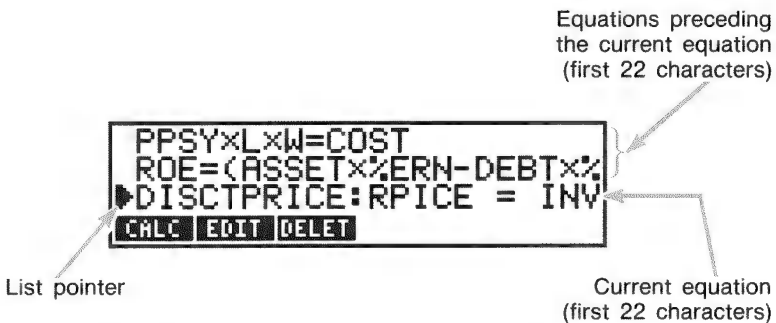 Equations preceding
the current equation
(first 22 characters)
PPSY×L×W=COST
ROE=(ASSET×%ERN-DEBT×%
DISCTPRICE:RPICE = INV
CALC EDIT DELET
List pointer
Current equation
(first 22 characters)